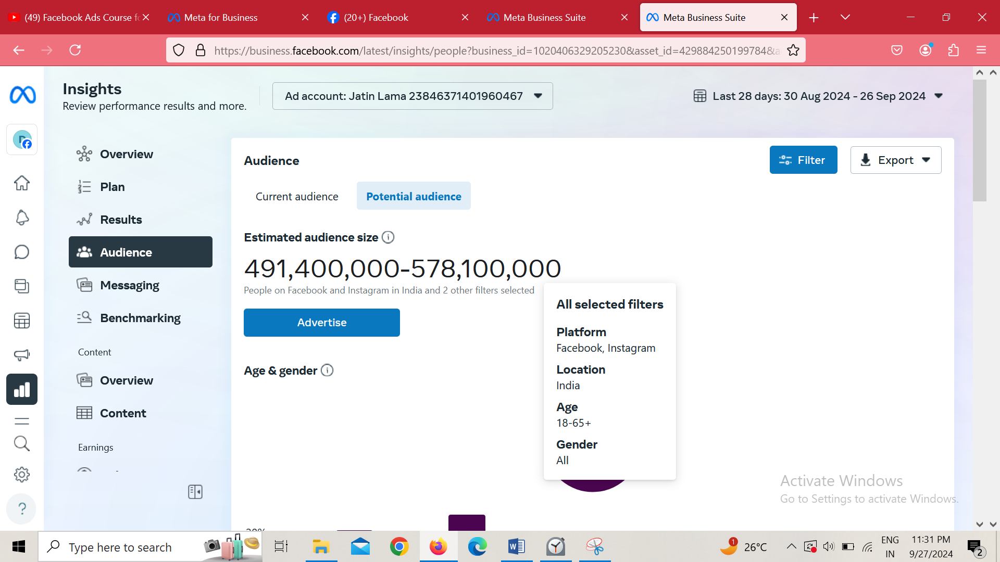 (49) Facebook Ads Course fo
Meta for Business
(20+) Facebook
Meta Business Suite
Meta Business Suite
https://business.facebook.com/latest/insights/people?business_id=1020406329205230&asset_id=429884250199784&a
Insights
Review performance results and more.
Ad account: Jatin Lama 23846371401960467
Last 28 days: 30 Aug 2024 - 26 Sep 2024
Overview
Plan
Results
Audience
Messaging
Benchmarking
Content
Overview
Content
Earnings
Audience
Filter
Export
Current audience
Potential audience
Estimated audience size
491,400,000-578,100,000
People on Facebook and Instagram in India and 2 other filters selected
Advertise
Age & gender
All selected filters
Platform
Facebook, Instagram
Location
India
Age
18-65+
Gender
All
Activate Windows
Go to Settings to activate Windows.
Type here to search
1
26°C
ENG
IN
11:31 PM
9/27/2024
2